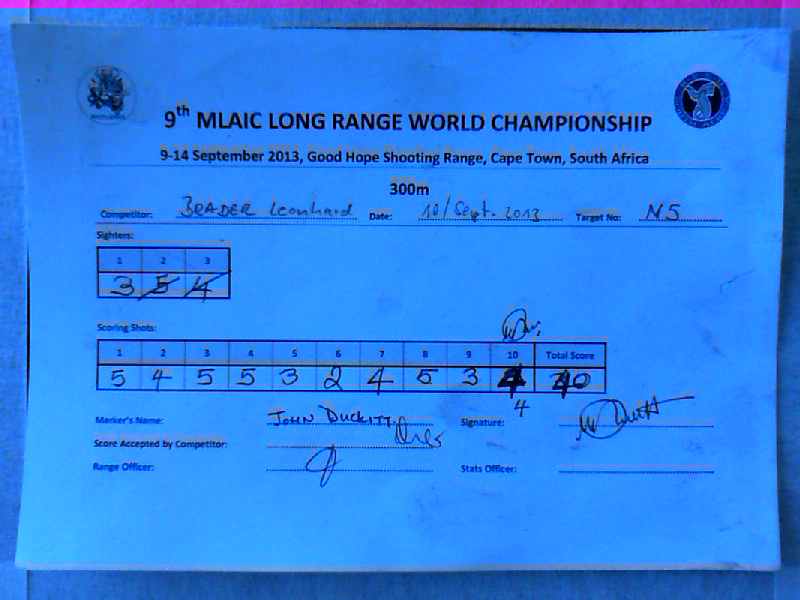 9th MLAIC LONG RANGE WORLD CHAMPIONSHIP
9-14 September 2013, Good Hope Shooting Range, Cape Town, South Africa
300m
Competitor: BRADER Leonhard Date: 10/Sept. 2013 Target No: N5
Sighters:
1 2 3
3 5 4
Scoring Shots:
1 2 3 4 5 6 7 8 9 10 Total Score
5 4 5 5 3 2 4 5 3 4 40
4
Marker's Name: JOHN DUCKITT Signature:
Score Accepted by Competitor:
Range Officer: Stats Officer: